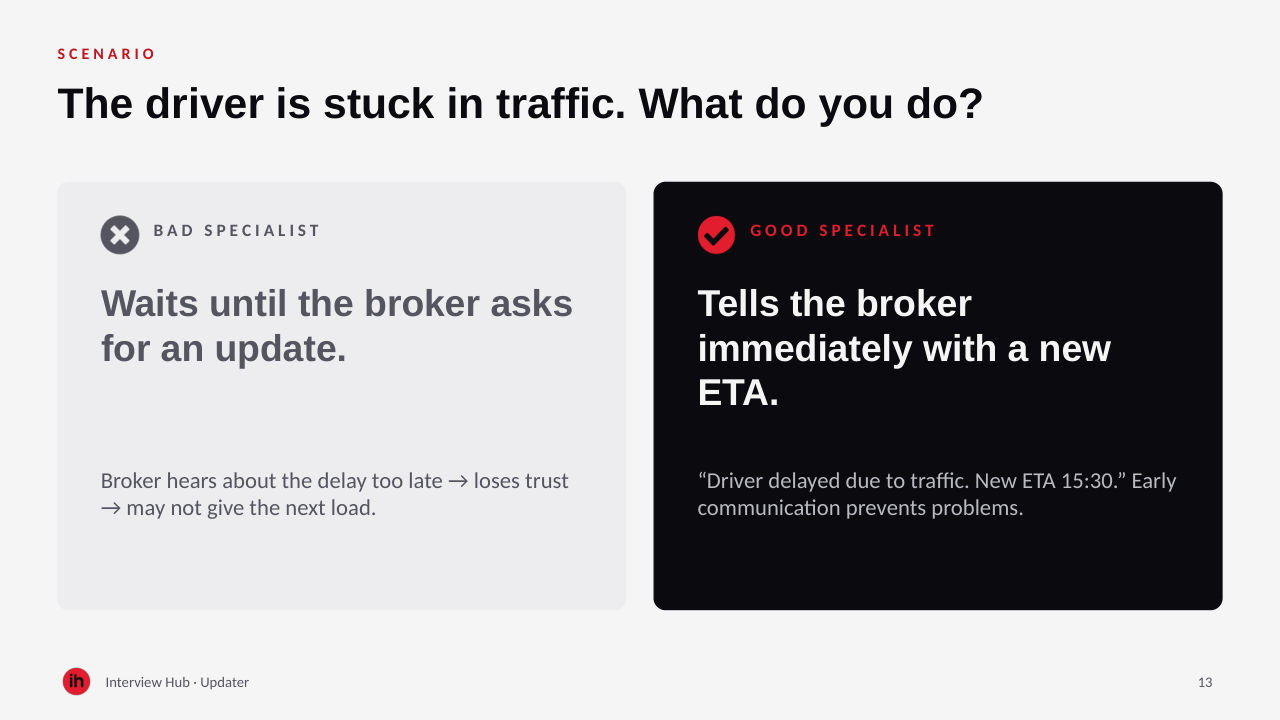 SCENARIO
The driver is stuck in traffic. What do you do?
BAD SPECIALIST
Waits until the broker asks
for an update.
Broker hears about the delay too late → loses trust
→ may not give the next load.
GOOD SPECIALIST
Tells the broker
immediately with a new
ETA.
“Driver delayed due to traffic. New ETA 15:30.” Early
communication prevents problems.
ih
Interview Hub · Updater
13